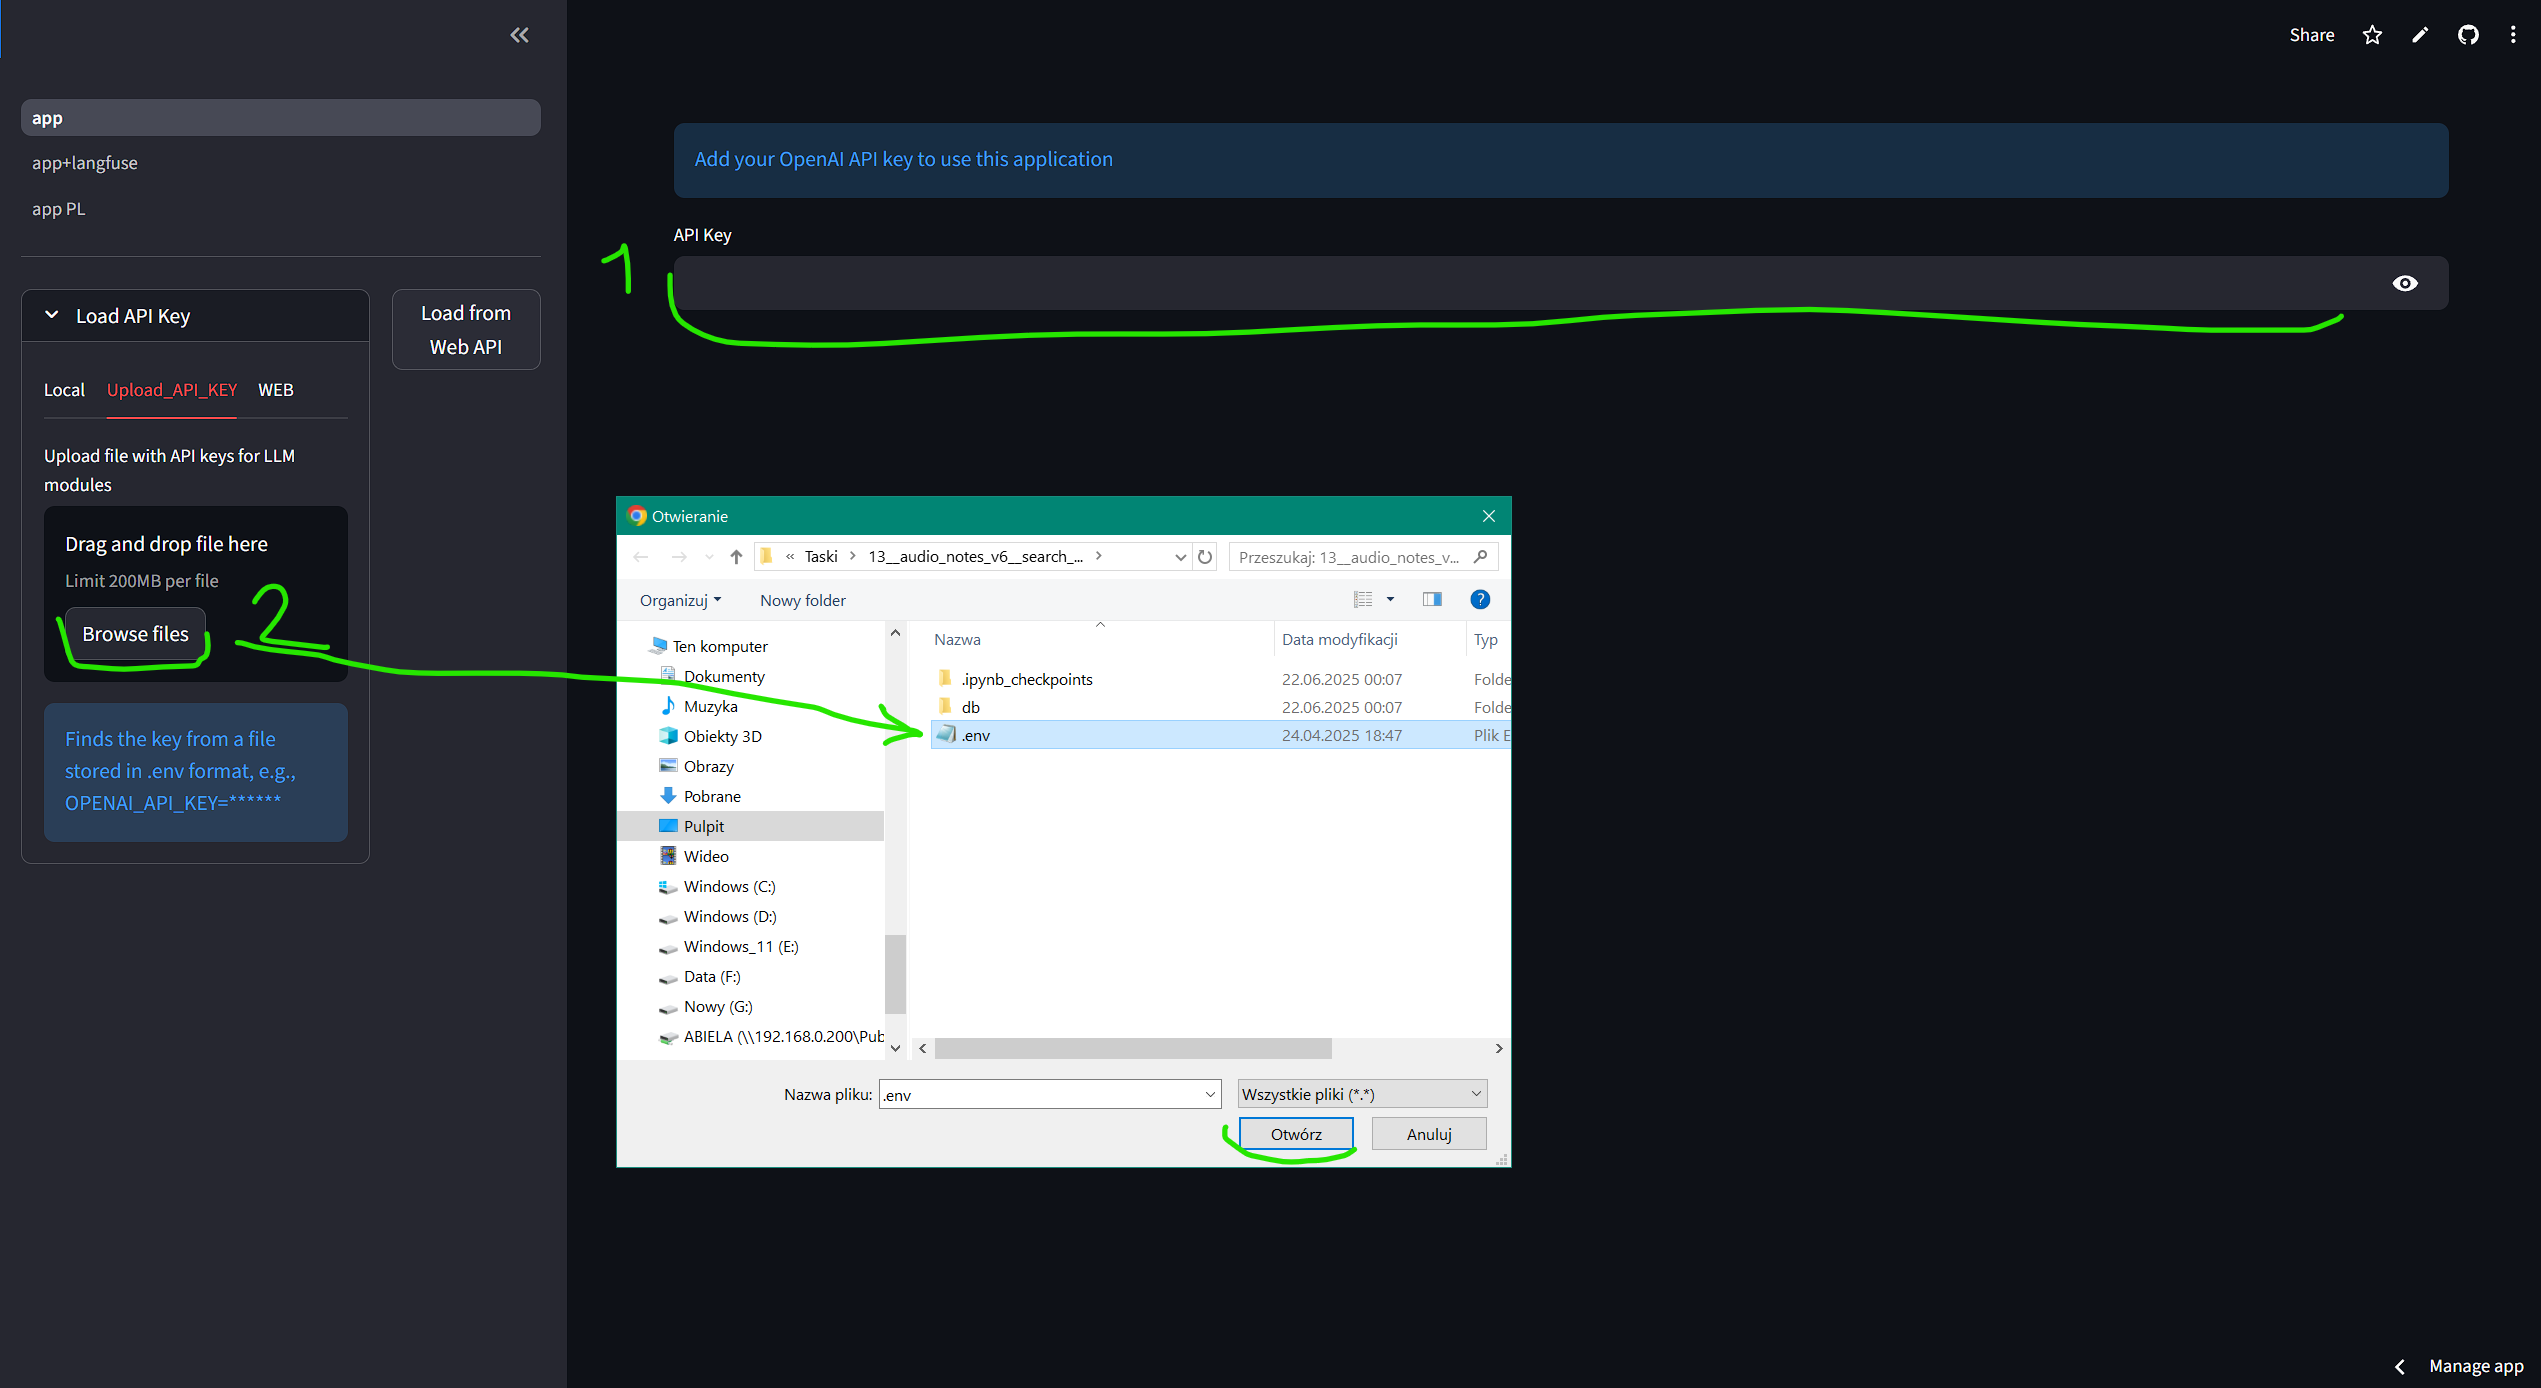 Share
app
app+langfuse
app PL
Load API Key
Load from
Web API
Local Upload_API_KEY WEB
Upload file with API keys for LLM
modules
Drag and drop file here
Limit 200MB per file
Browse files
2
Finds the key from a file
stored in .env format, e.g.,
OPENAI_API_KEY=******
Add your OpenAI API key to use this application
API Key
1
Otwieranie
« Taski > 13__audio_notes_v6__search_... >
Przeszukaj: 13__audio_notes_v...
Organizuj
Nowy folder
?
Ten komputer
Dokumenty
Muzyka
Obiekty 3D
Obrazy
Pobrane
Pulpit
Wideo
Windows (C:)
Windows (D:)
Windows_11 (E:)
Data (F:)
Nowy (G:)
ABIELA (\\192.168.0.200\Pub
Nazwa Data modyfikacji Typ
.ipynb_checkpoints 22.06.2025 00:07 Folde
db 22.06.2025 00:07 Folde
.env 24.04.2025 18:47 Plik E
Nazwa pliku: .env
Wszystkie pliki (*.*)
Otwórz
Anuluj
Manage app